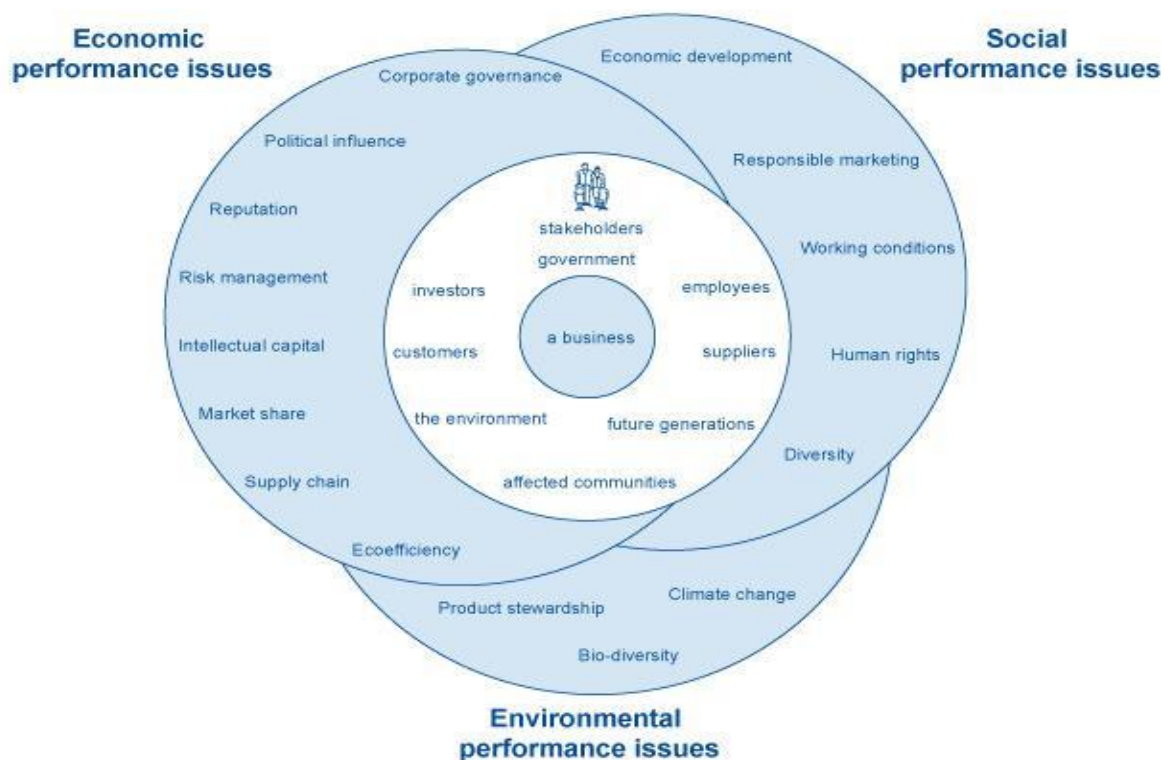 Economic
performance issues
Social
performance issues
Economic development
Corporate governance
Political influence
Responsible marketing
Reputation
stakeholders
Working conditions
government
Risk management
investors
employees
a business
Intellectual capital
customers
suppliers
Human rights
Market share
the environment
future generations
Diversity
Supply chain
affected communities
Ecoefficiency
Climate change
Product stewardship
Bio-diversity
Environmental
performance issues